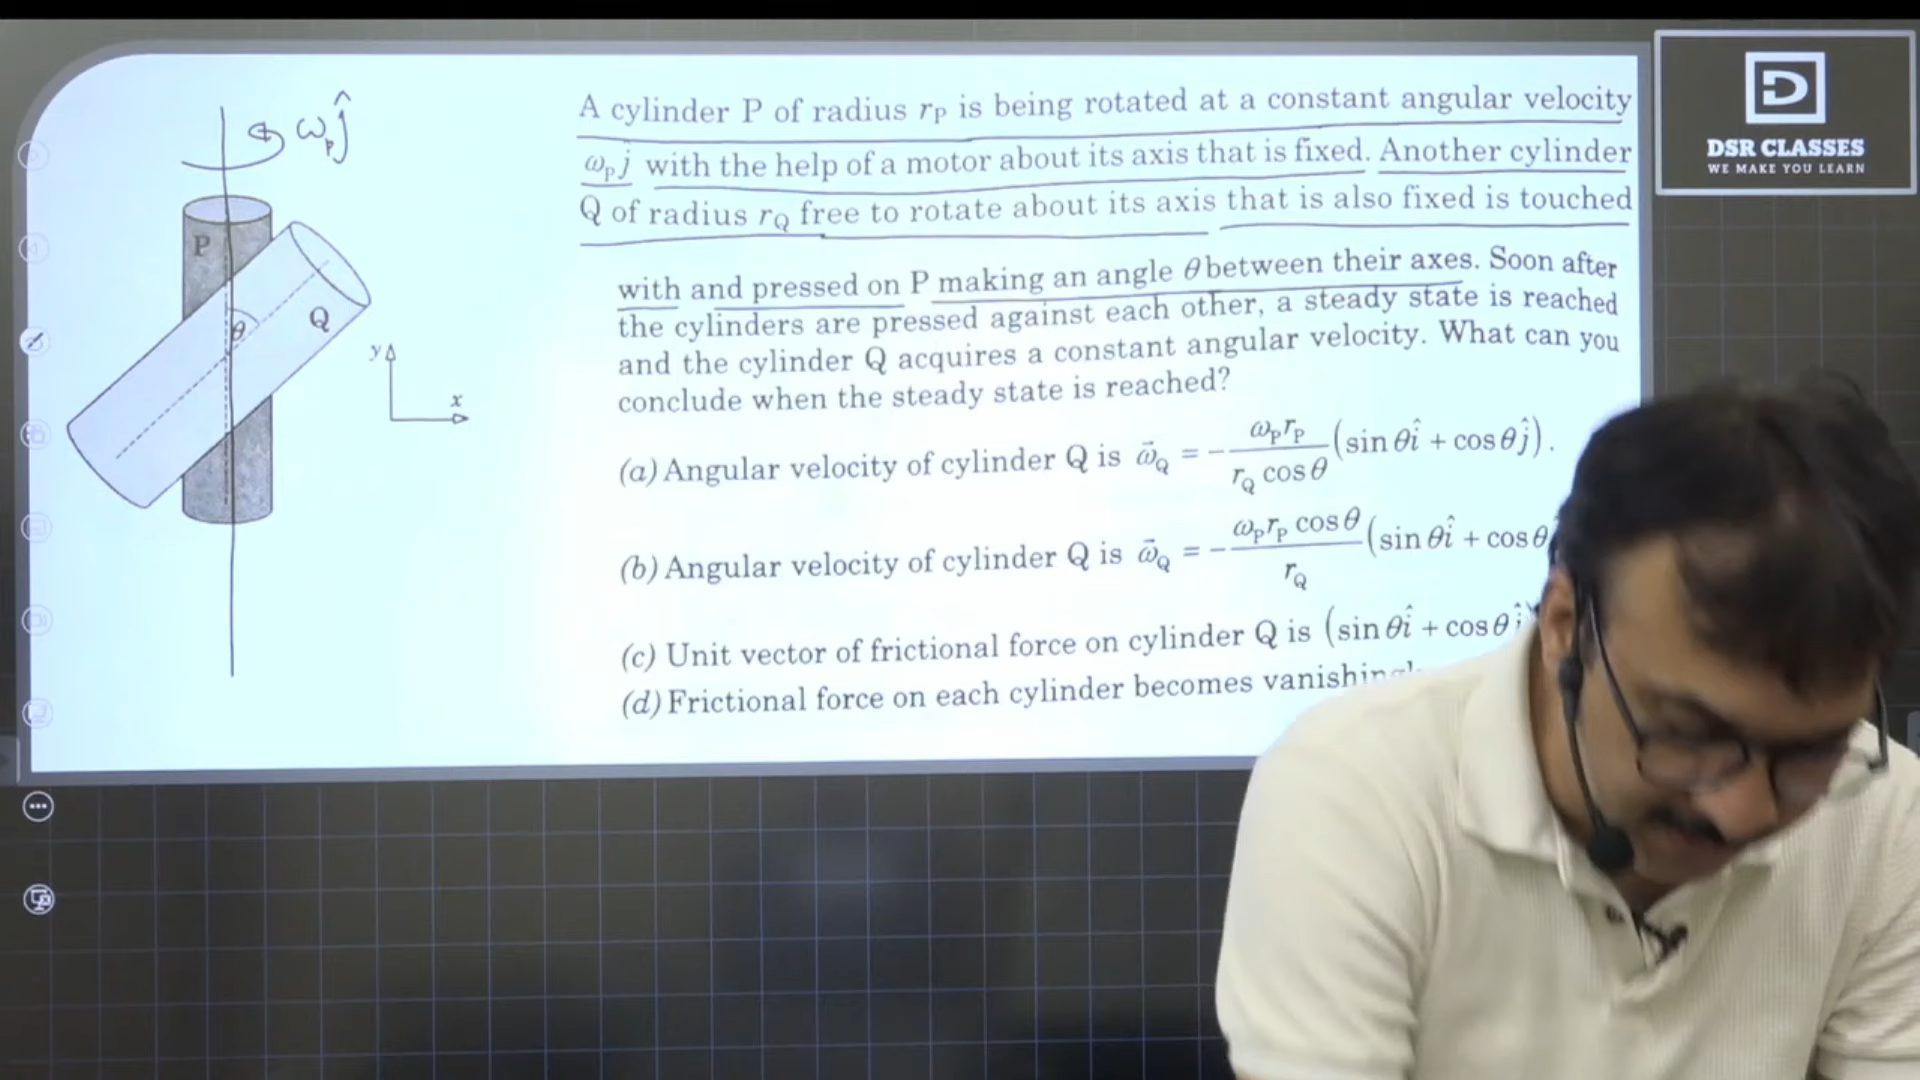 ω_p ĵ
A cylinder P of radius r_P is being rotated at a constant angular velocity
ω_p ĵ with the help of a motor about its axis that is fixed. Another cylinder
Q of radius r_Q free to rotate about its axis that is also fixed is touched
with and pressed on P making an angle θ between their axes. Soon after
the cylinders are pressed against each other, a steady state is reached
and the cylinder Q acquires a constant angular velocity. What can you
conclude when the steady state is reached?
(a) Angular velocity of cylinder Q is ω⃗_Q = −(ω_P r_P)/(r_Q cos θ) (sin θ î + cos θ ĵ).
(b) Angular velocity of cylinder Q is ω⃗_Q = −(ω_P r_P cos θ)/(r_Q) (sin θ î + cos θ
(c) Unit vector of frictional force on cylinder Q is (sin θ î + cos θ ĵ)
(d) Frictional force on each cylinder becomes
P
Q
θ
y
x
DSR CLASSES
WE MAKE YOU LEARN